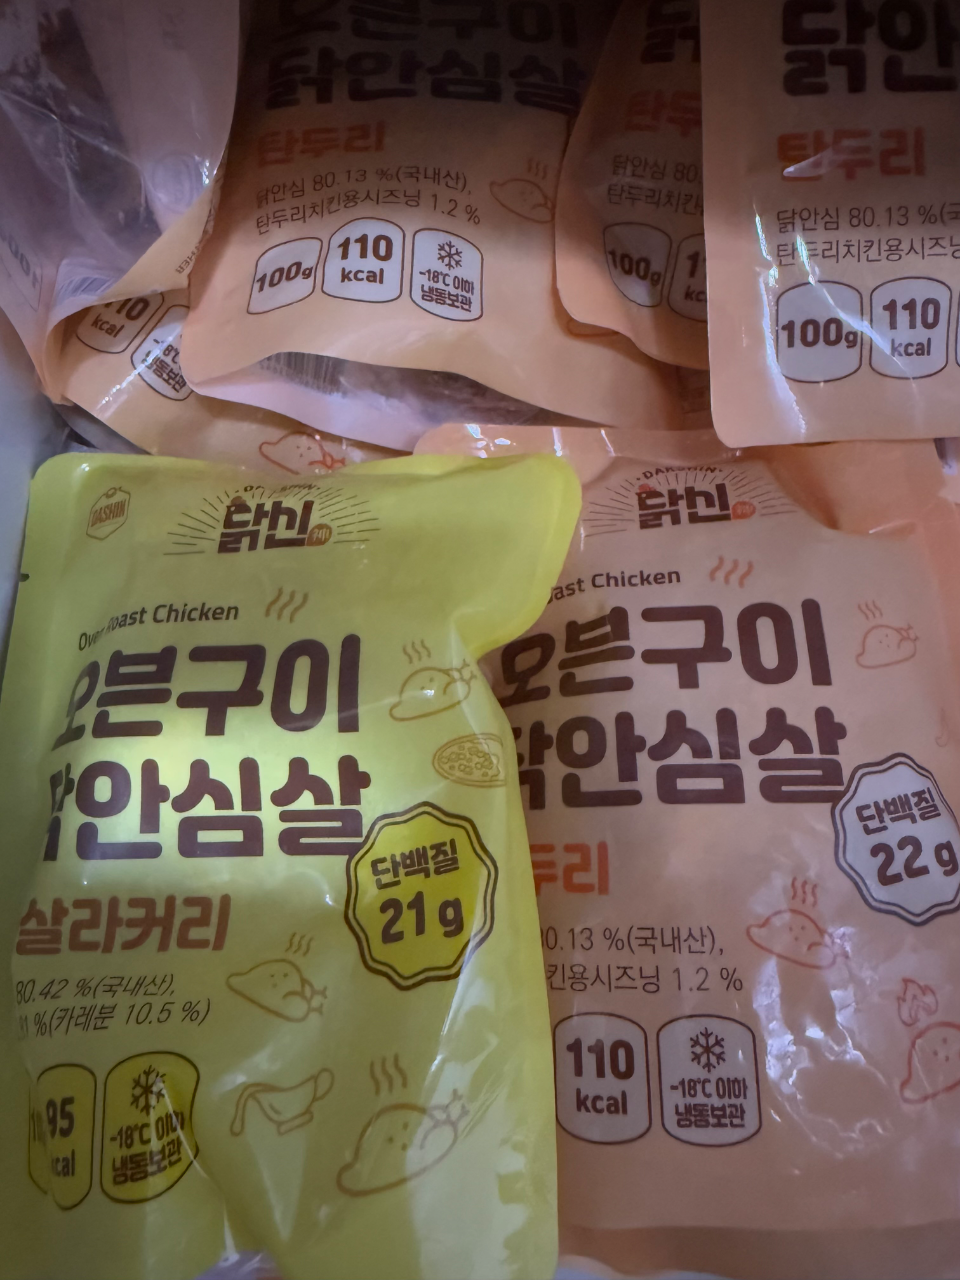 오븐구이
닭안심살
탄두리
닭안심 80.13 %(국내산),
탄두리치킨용시즈닝 1.2 %
100g
110
kcal
-18℃ 이하
냉동보관
닭
탄두
닭안심 80
탄두리치킨
100g
닭안
탄두리
닭안심 80.13 %(국
탄두리치킨용시즈닝
100g
110
kcal
110
kcal
-18℃
냉동보관
DASHIN
닭신
Oven Roast Chicken
오븐구이
닭안심살
단백질
21 g
살라커리
80.42 %(국내산),
%(카레분 10.5 %)
95
kcal
-18℃ 이하
냉동보관
DAKSHIN
닭신
oast Chicken
오븐구이
닭안심살
단백질
22 g
두리
0.13 %(국내산),
킨용시즈닝 1.2 %
110
kcal
-18℃ 이하
냉동보관